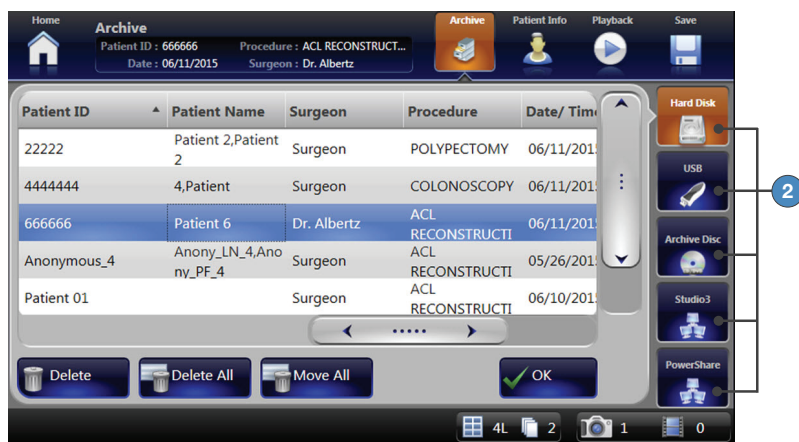 Home
Archive
Patient ID : 666666 Procedure : ACL RECONSTRUCT...
Date : 06/11/2015 Surgeon : Dr. Albertz
Archive
Patient Info
Playback
Save
Patient ID Patient Name Surgeon Procedure Date/ Tim
22222 Patient 2,Patient 2 Surgeon POLYPECTOMY 06/11/201
4444444 4,Patient Surgeon COLONOSCOPY 06/11/201
666666 Patient 6 Dr. Albertz ACL RECONSTRUCTI 06/11/201
Anonymous_4 Anony_LN_4,Ano ny_PF_4 Surgeon ACL RECONSTRUCTI 05/26/201
Patient 01 Surgeon ACL RECONSTRUCTI 06/10/201
Hard Disk
USB
Archive Disc
Studio3
PowerShare
2
Delete
Delete All
Move All
OK
4L 2 1 0